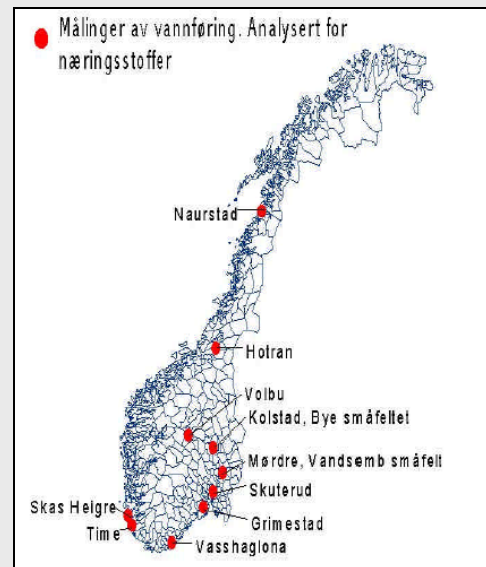 Målinger av vannføring. Analysert for
næringsstoffer
Naurstad
Hotran
Volbu
Kolstad, Bye småfeltet
Mørdre, Vandsemb småfelt
Skuterud
Skas Heigre
Grimestad
Time
Vasshaglona